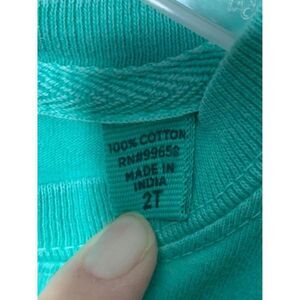 100% COTTON
RN#99658
MADE IN
INDIA
2T